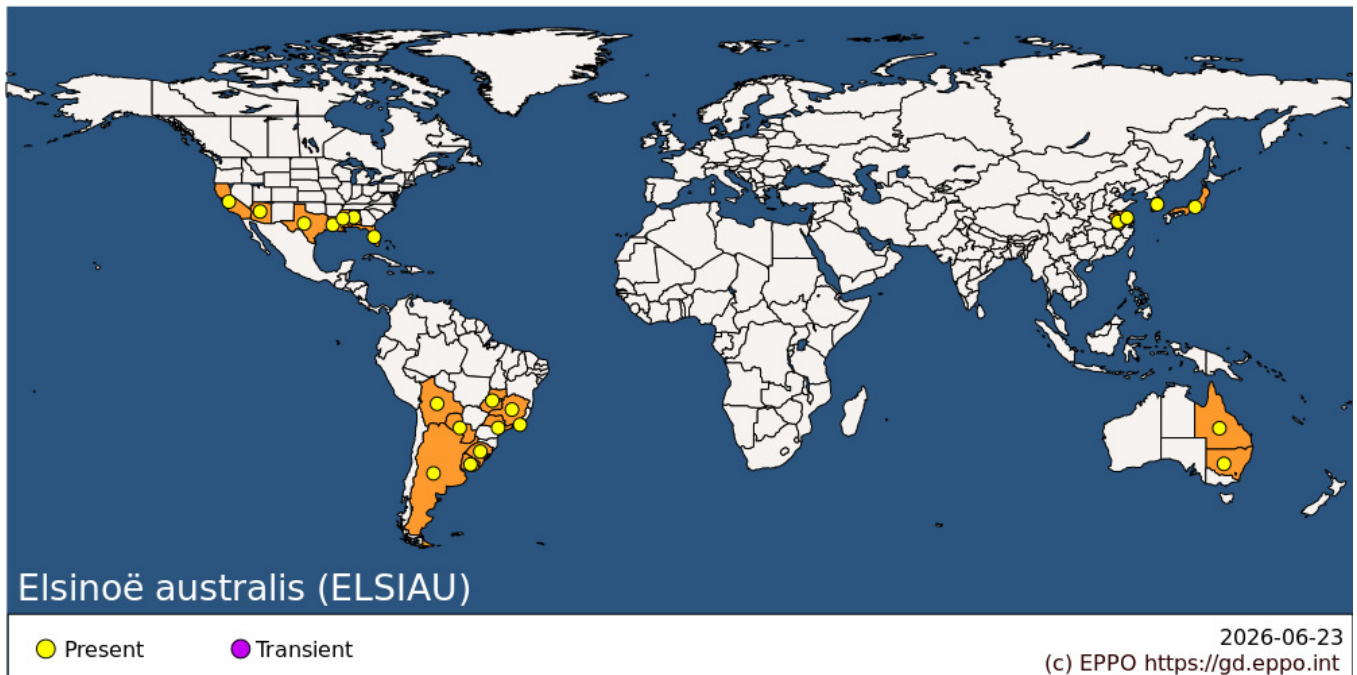 Elsinoë australis (ELSIAU)
Present
Transient
2026-06-23
(c) EPPO https://gd.eppo.int